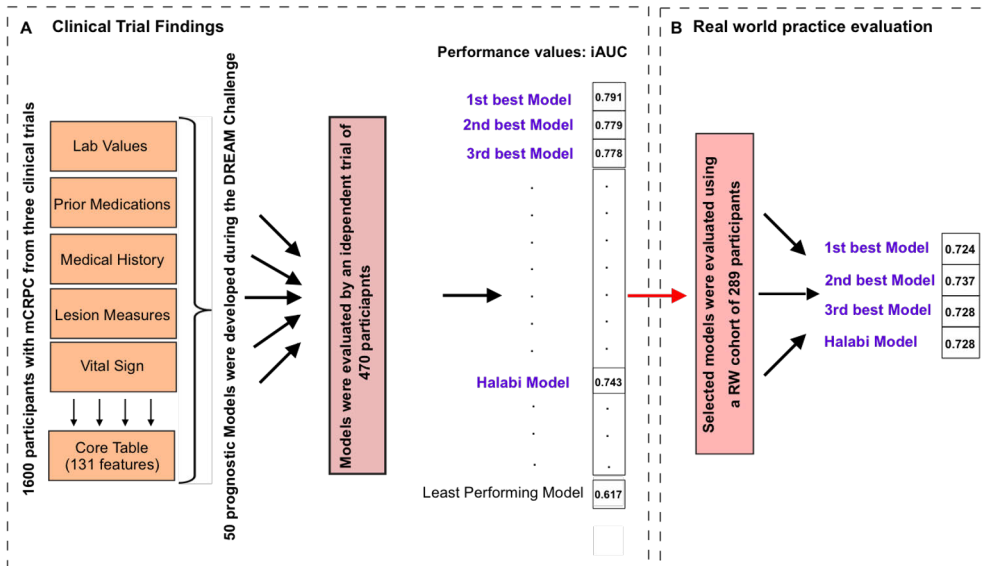 A Clinical Trial Findings
1600 participants with mCRPC from three clinical trials
Lab Values
Prior Medications
Medical History
Lesion Measures
Vital Sign
Core Table
(131 features)
50 prognostic Models were developed during the DREAM Challenge
Models were evaluated by an independent trial of
470 particiapnts
Performance values: iAUC
1st best Model 0.791
2nd best Model 0.779
3rd best Model 0.778
Halabi Model 0.743
Least Performing Model 0.617
B Real world practice evaluation
Selected models were evaluated using
a RW cohort of 289 participants
1st best Model 0.724
2nd best Model 0.737
3rd best Model 0.728
Halabi Model 0.728